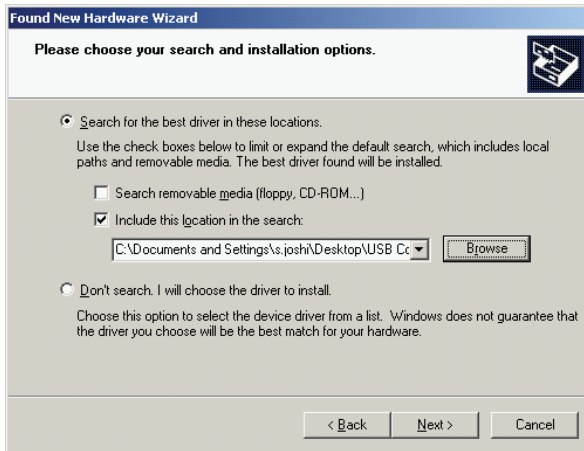 Found New Hardware Wizard
Please choose your search and installation options.
Search for the best driver in these locations.
Use the check boxes below to limit or expand the default search, which includes local
paths and removable media. The best driver found will be installed.
Search removable media (floppy, CD-ROM...)
Include this location in the search:
C:\Documents and Settings\s.joshi\Desktop\USB Co
Browse
Don't search. I will choose the driver to install.
Choose this option to select the device driver from a list.  Windows does not guarantee that
the driver you choose will be the best match for your hardware.
< Back
Next >
Cancel